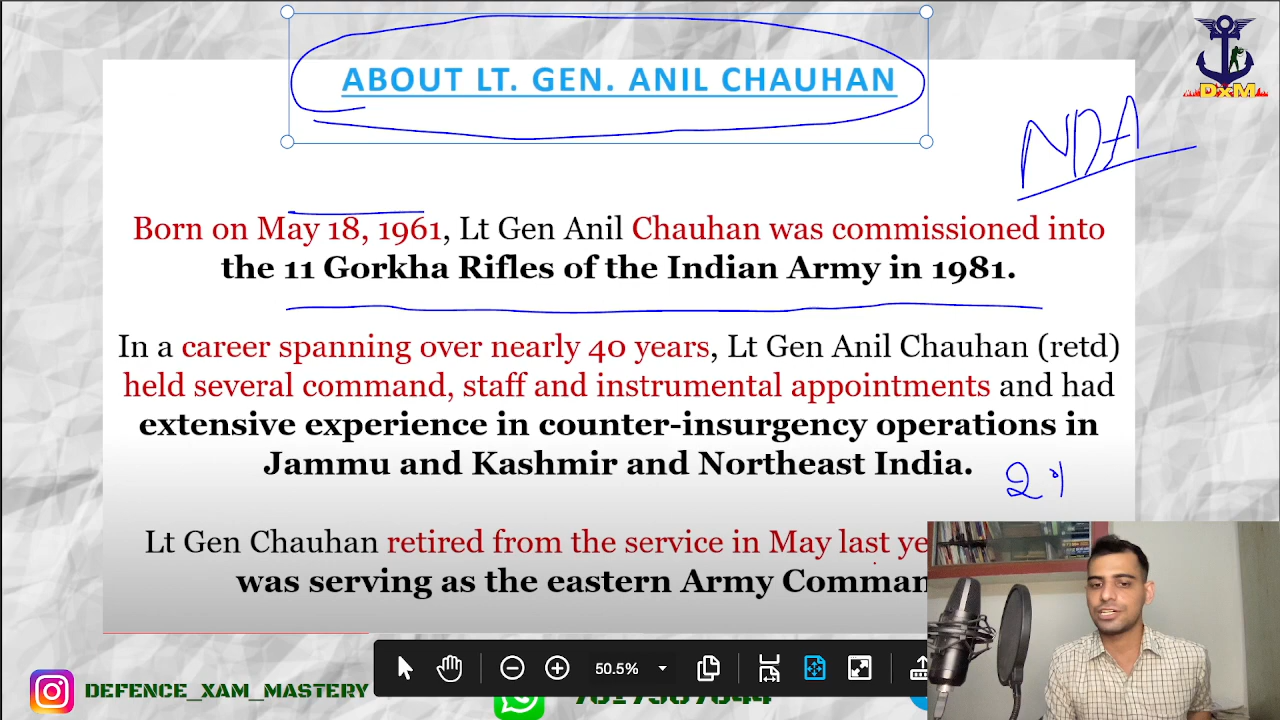 ABOUT LT. GEN. ANIL CHAUHAN
DxM
NDA
Born on May 18, 1961, Lt Gen Anil Chauhan was commissioned into
the 11 Gorkha Rifles of the Indian Army in 1981.
In a career spanning over nearly 40 years, Lt Gen Anil Chauhan (retd)
held several command, staff and instrumental appointments and had
extensive experience in counter-insurgency operations in
Jammu and Kashmir and Northeast India.
Lt Gen Chauhan retired from the service in May last ye
was serving as the eastern Army Comman
50.5%
DEFENCE_XAM_MASTERY